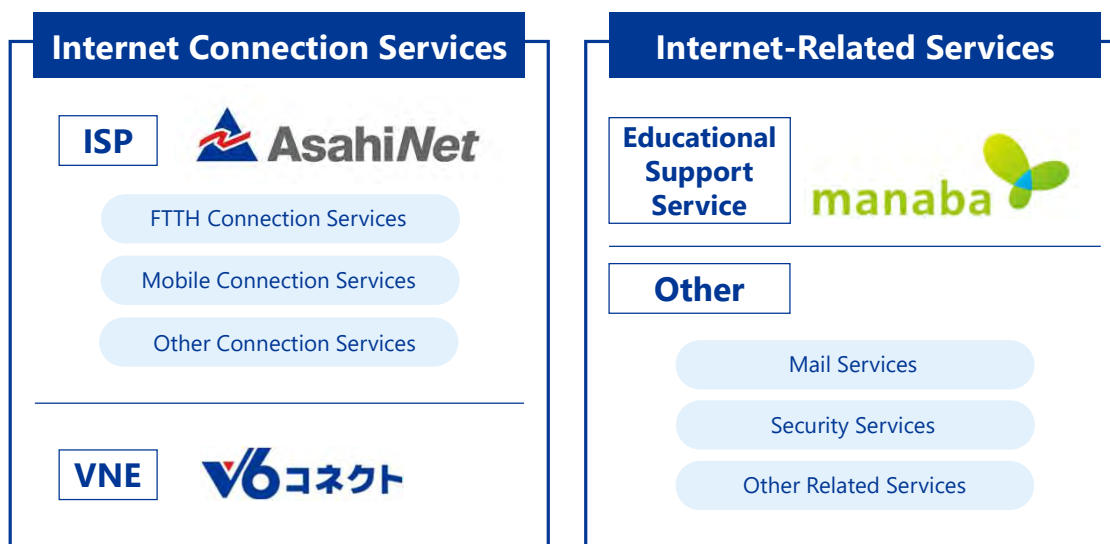 Internet Connection Services
ISP
AsahiNet
FTTH Connection Services
Mobile Connection Services
Other Connection Services
VNE
V6コネクト
Internet-Related Services
Educational
Support
Service
manaba
Other
Mail Services
Security Services
Other Related Services